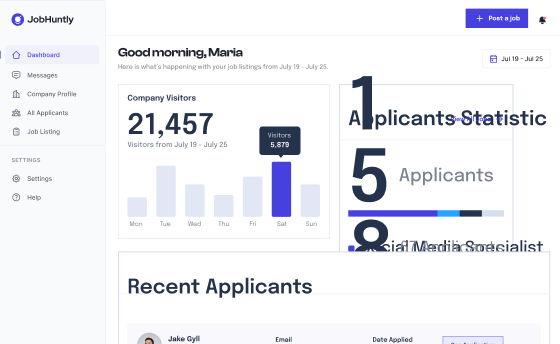 JobHuntly
Post a job
Dashboard
Messages
Company Profile
All Applicants
Job Listing
SETTINGS
Settings
Help
Good morning, Maria
Here is what's happening with your job listings from July 19 - July 25.
Jul 19 - Jul 25
Company Visitors
21,457
Visitors from July 19 - July 25
Visitors
5,879
Mon Tue Wed Thu Fri Sat Sun
Applicants Statistic
1
5
8
Applicants
Social Media Specialist
Recent Applicants
Jake Gyll Email Date Applied